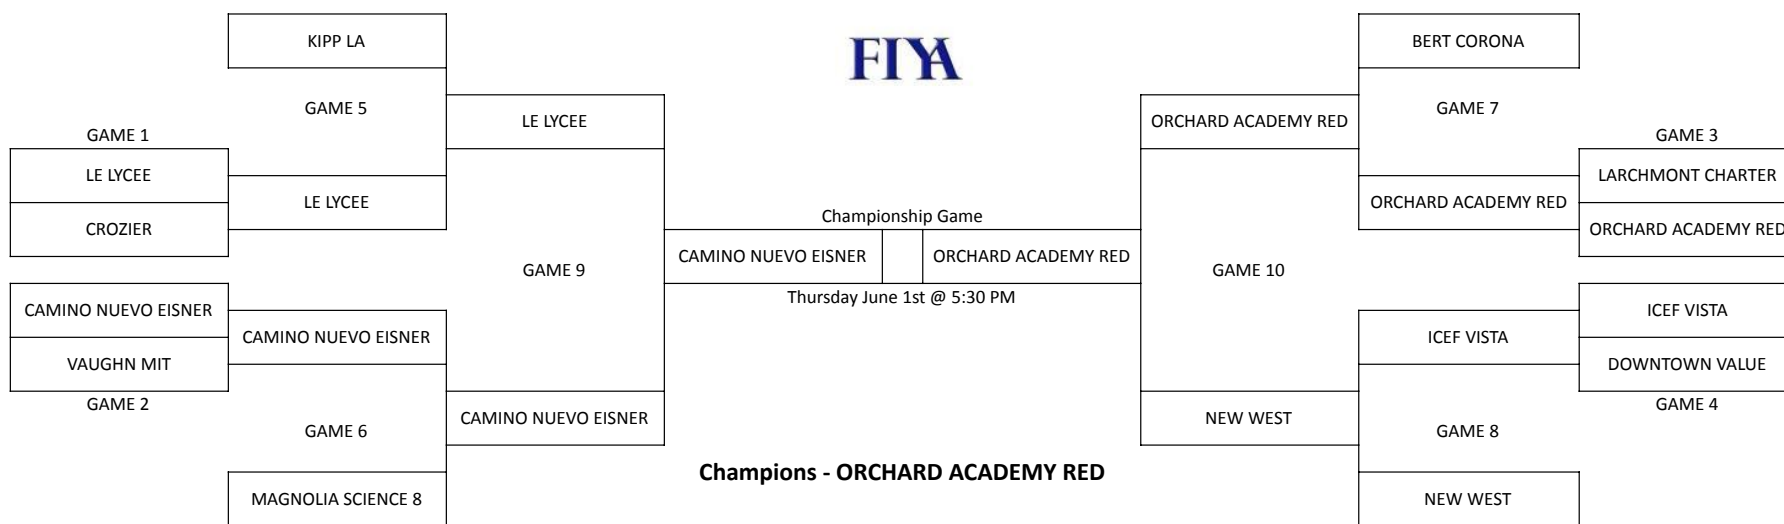 KIPP LA
FIYA
BERT CORONA
GAME 5
LE LYCEE
ORCHARD ACADEMY RED
GAME 7
GAME 1
GAME 3
LE LYCEE
LARCHMONT CHARTER
LE LYCEE
ORCHARD ACADEMY RED
CROZIER
Championship Game
ORCHARD ACADEMY RED
GAME 9
CAMINO NUEVO EISNER
ORCHARD ACADEMY RED
GAME 10
Thursday June 1st @ 5:30 PM
CAMINO NUEVO EISNER
ICEF VISTA
CAMINO NUEVO EISNER
ICEF VISTA
VAUGHN MIT
DOWNTOWN VALUE
GAME 2
GAME 4
CAMINO NUEVO EISNER
NEW WEST
GAME 6
GAME 8
Champions - ORCHARD ACADEMY RED
MAGNOLIA SCIENCE 8
NEW WEST